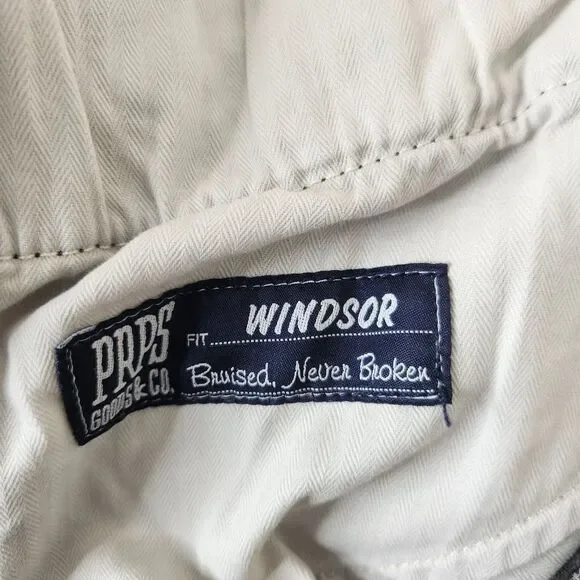 PRPS
GOODS & CO.
FIT WINDSOR
Bruised, Never Broken